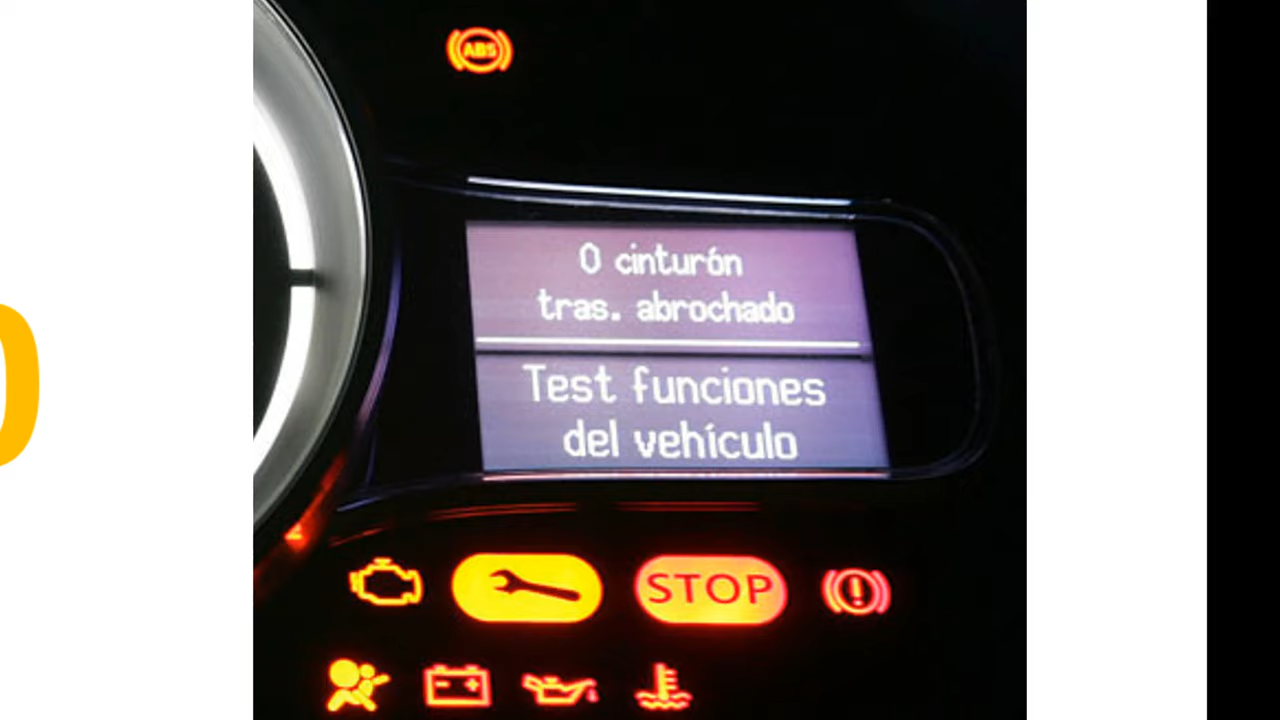 ABS
0 cinturón
tras. abrochado
Test funciones
del vehículo
STOP